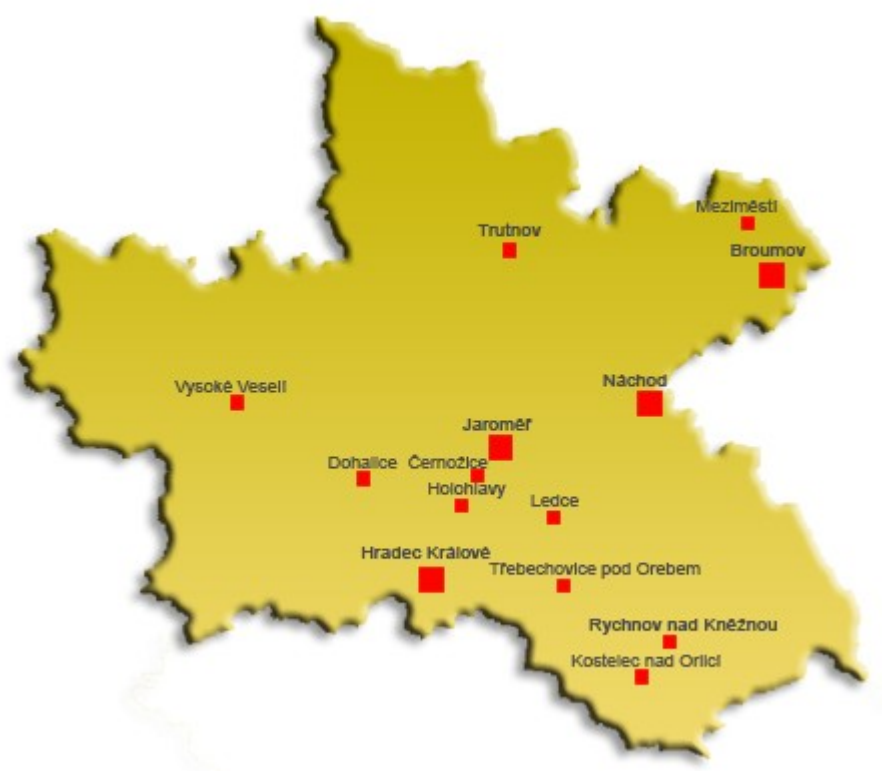 Meziměstí
Trutnov
Broumov
Náchod
Vysoké Veselí
Jaroměř
Dohalice
Černožice
Holohlavy
Ledce
Hradec Králové
Třebechovice pod Orebem
Rychnov nad Kněžnou
Kostelec nad Orlicí